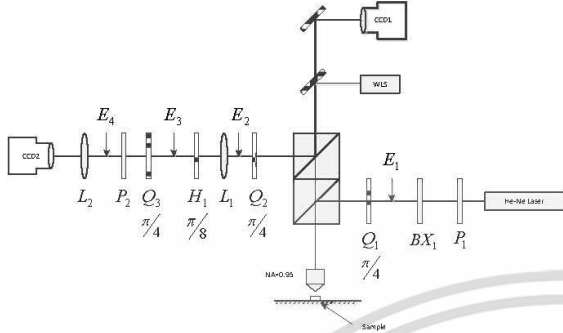 CCD1
WLS
E4 E3 E2
CCD2
E1
L2 P2 Q3 H1 L1 Q2
π/4 π/8 π/4
He-Ne Laser
Q1 BX1 P1
π/4
NA=0.95
Sample